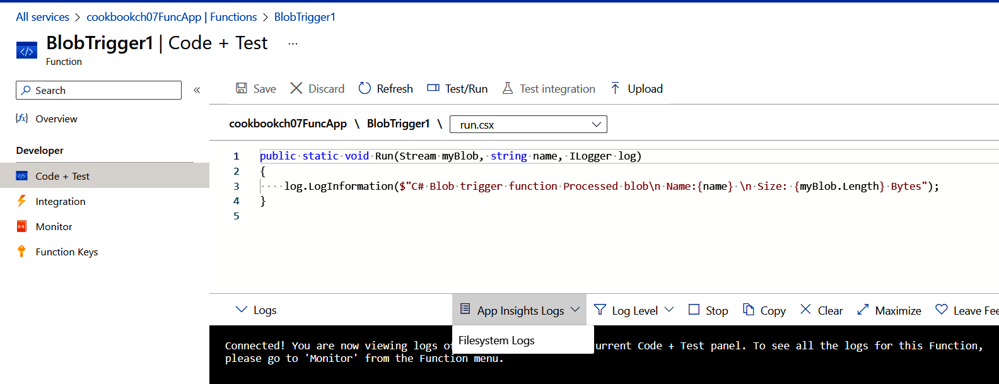 All services > cookbookch07FuncApp | Functions > BlobTrigger1
BlobTrigger1 | Code + Test ...
Function
Search «
Save Discard Refresh Test/Run Test integration Upload
Overview
cookbookch07FuncApp \ BlobTrigger1 \ run.csx
Developer
Code + Test
Integration
Monitor
Function Keys
1 public static void Run(Stream myBlob, string name, ILogger log)
2 {
3 log.LogInformation($"C# Blob trigger function Processed blob\n Name:{name} \n Size: {myBlob.Length} Bytes");
4 }
5
Logs App Insights Logs Log Level Stop Copy Clear Maximize Leave Fee
Filesystem Logs
Connected! You are now viewing logs of current Code + Test panel. To see all the logs for this Function,
please go to 'Monitor' from the Function menu.